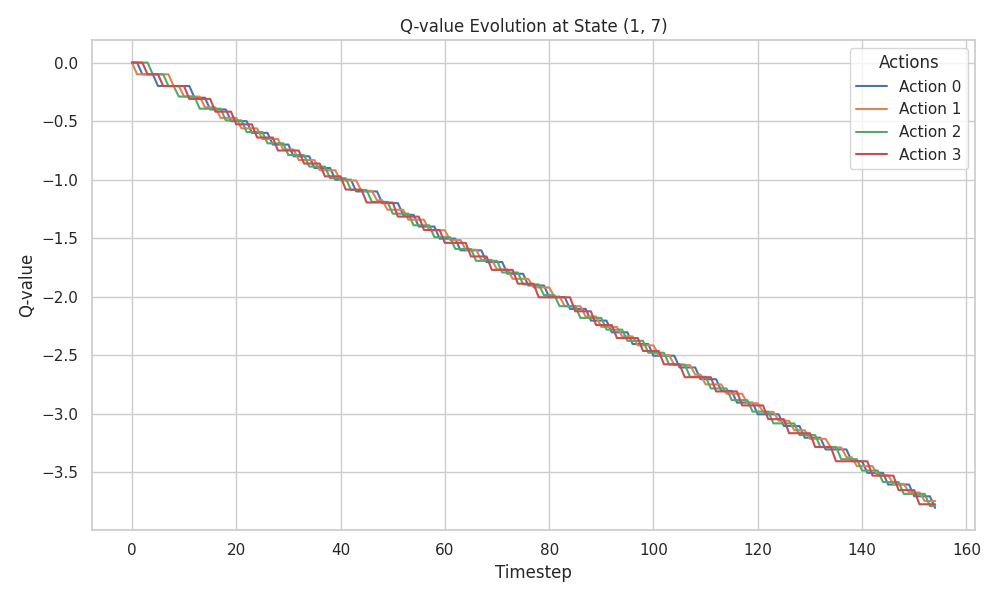 Q-value Evolution at State (1, 7)
Q-value
0.0
−0.5
−1.0
−1.5
−2.0
−2.5
−3.0
−3.5
Actions
Action 0
Action 1
Action 2
Action 3
0 20 40 60 80 100 120 140 160
Timestep